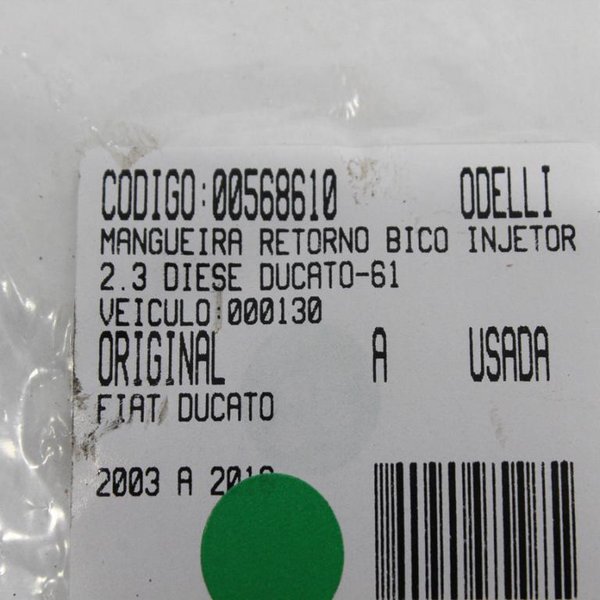 CODIGO:00568610 ODELLI
MANGUEIRA RETORNO BICO INJETOR
2.3 DIESE DUCATO-61
VEICULO:000130
ORIGINAL A USADA
FIAT DUCATO
2003 A